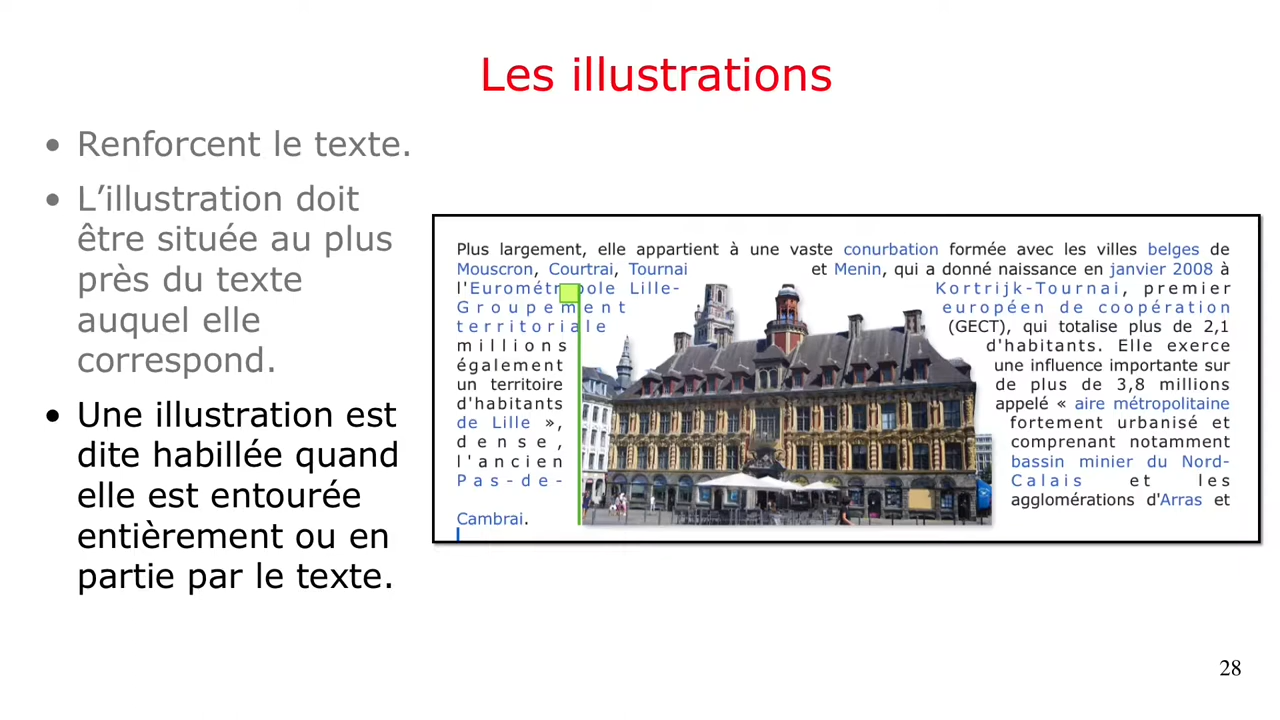 Les illustrations
• Renforcent le texte.
• L’illustration doit
être située au plus
près du texte
auquel elle
correspond.
• Une illustration est
dite habillée quand
elle est entourée
entièrement ou en
partie par le texte.
Plus largement, elle appartient à une vaste conurbation formée avec les villes belges de
Mouscron, Courtrai, Tournai et Menin, qui a donné naissance en janvier 2008 à
l'Eurométropole Lille- Kortrijk-Tournai, premier
Groupement européen de coopération
territoriale (GECT), qui totalise plus de 2,1
millions d'habitants. Elle exerce
également une influence importante sur
un territoire de plus de 3,8 millions
d'habitants appelé « aire métropolitaine
de Lille », fortement urbanisé et
dense, comprenant notamment
l'ancien bassin minier du Nord-
Pas-de- Calais et les
agglomérations d'Arras et
Cambrai.
28